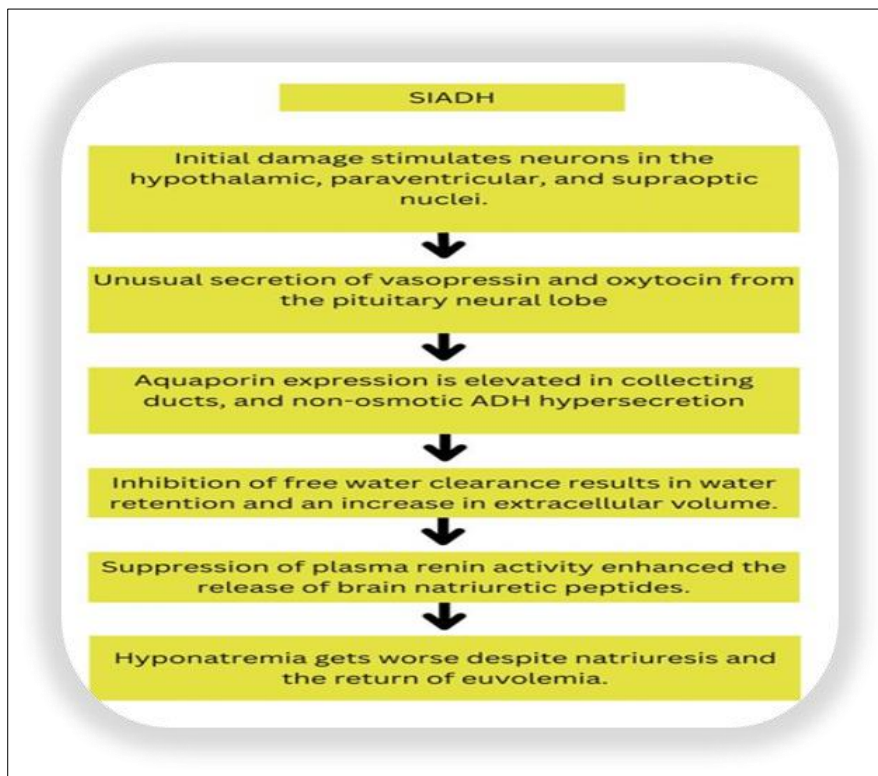 SIADH
Initial damage stimulates neurons in the
hypothalamic, paraventricular, and supraoptic
nuclei.
Unusual secretion of vasopressin and oxytocin from
the pituitary neural lobe
Aquaporin expression is elevated in collecting
ducts, and non-osmotic ADH hypersecretion
Inhibition of free water clearance results in water
retention and an increase in extracellular volume.
Suppression of plasma renin activity enhanced the
release of brain natriuretic peptides.
Hyponatremia gets worse despite natriuresis and
the return of euvolemia.